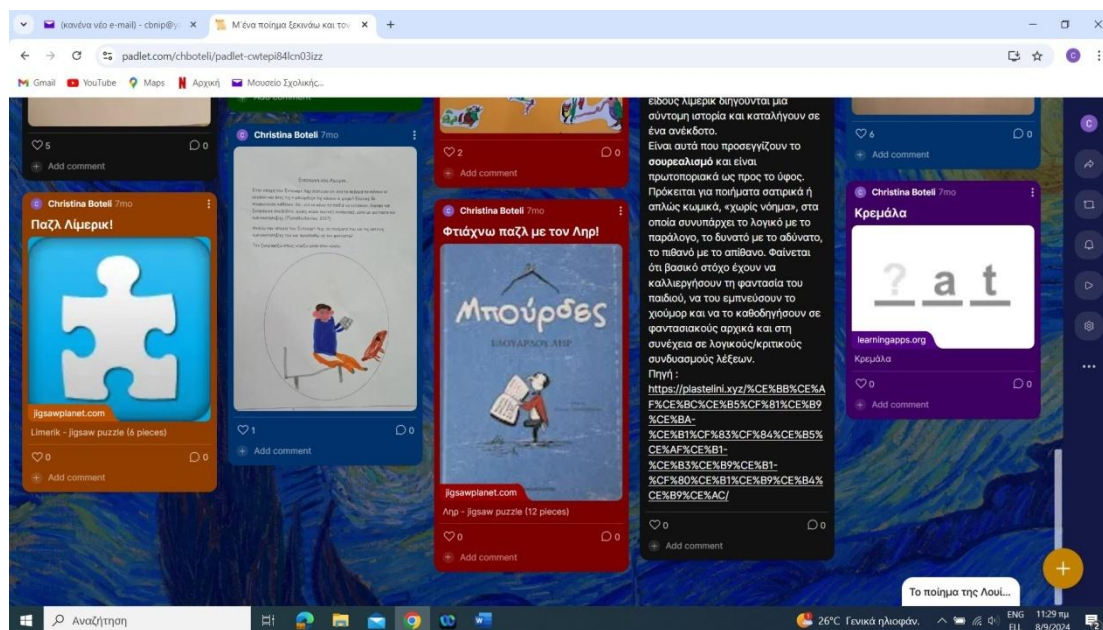 (κανένα νέο e-mail) - cbnip@y
Μ'ένα ποίημα ξεκινάω και τον
padlet.com/chboteli/padlet-cwtepi84lcn03izz
Gmail
YouTube
Maps
Αρχική
Μουσείο Σχολικής...
5
0
Add comment
Christina Boteli 7mo
Παζλ Λίμερικ!
jigsawplanet.com
Limerik - jigsaw puzzle (6 pieces)
0
0
Add comment
Add comment
Christina Boteli 7mo
1
0
Add comment
2
0
Add comment
Christina Boteli 7mo
Φτιάχνω παζλ με τον Ληρ!
Μπούρδες
ΕΔΟΥΑΡΔΟΥ ΛΗΡ
jigsawplanet.com
Ληρ - jigsaw puzzle (12 pieces)
0
0
Add comment
είδους λίμερικ διηγούνται μια
σύντομη ιστορία και καταλήγουν σε
ένα ανέκδοτο.
Είναι αυτά που προσεγγίζουν το
σουρεαλισμό και είναι
πρωτοποριακά ως προς το ύφος.
Πρόκειται για ποιήματα σατιρικά ή
απλώς κωμικά, «χωρίς νόημα», στα
οποία συνυπάρχει το λογικό με το
παράλογο, το δυνατό με το αδύνατο,
το πιθανό με το απίθανο. Φαίνεται
ότι βασικό στόχο έχουν να
καλλιεργήσουν τη φαντασία του
παιδιού, να του εμπνεύσουν το
χιούμορ και να το καθοδηγήσουν σε
φαντασιακούς αρχικά και στη
συνέχεια σε λογικούς/κριτικούς
συνδυασμούς λέξεων.
Πηγή :
https://plastelini.xyz/%CE%BB%CE%A
F%CE%BC%CE%B5%CF%81%CE%B9
%CE%BA-
%CE%B1%CF%83%CF%84%CE%B5%
CE%AF%CE%B1-
%CE%B3%CE%B9%CE%B1-
%CF%80%CE%B1%CE%B9%CE%B4%
CE%B9%CE%AC/
0
0
Add comment
6
0
Add comment
Christina Boteli 7mo
Κρεμάλα
? a t
learningapps.org
Κρεμάλα
0
0
Add comment
Το ποίημα της Λουί...
Αναζήτηση
26°C Γενικά ηλιοφάν.
ENG
ELL
11:29 πμ
8/9/2024